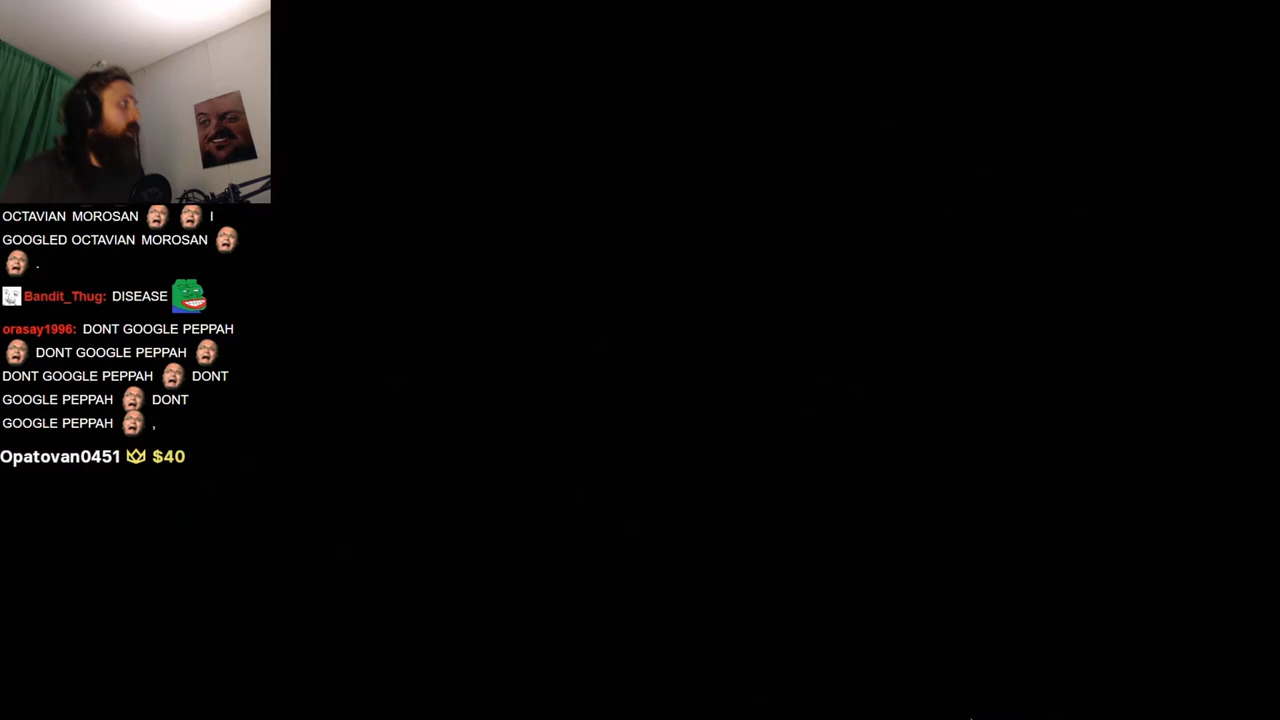 OCTAVIAN MOROSAN I
GOOGLED OCTAVIAN MOROSAN
.
Bandit_Thug: DISEASE
orasay1996: DONT GOOGLE PEPPAH
DONT GOOGLE PEPPAH
DONT GOOGLE PEPPAH DONT
GOOGLE PEPPAH DONT
GOOGLE PEPPAH ,
Opatovan0451 $40